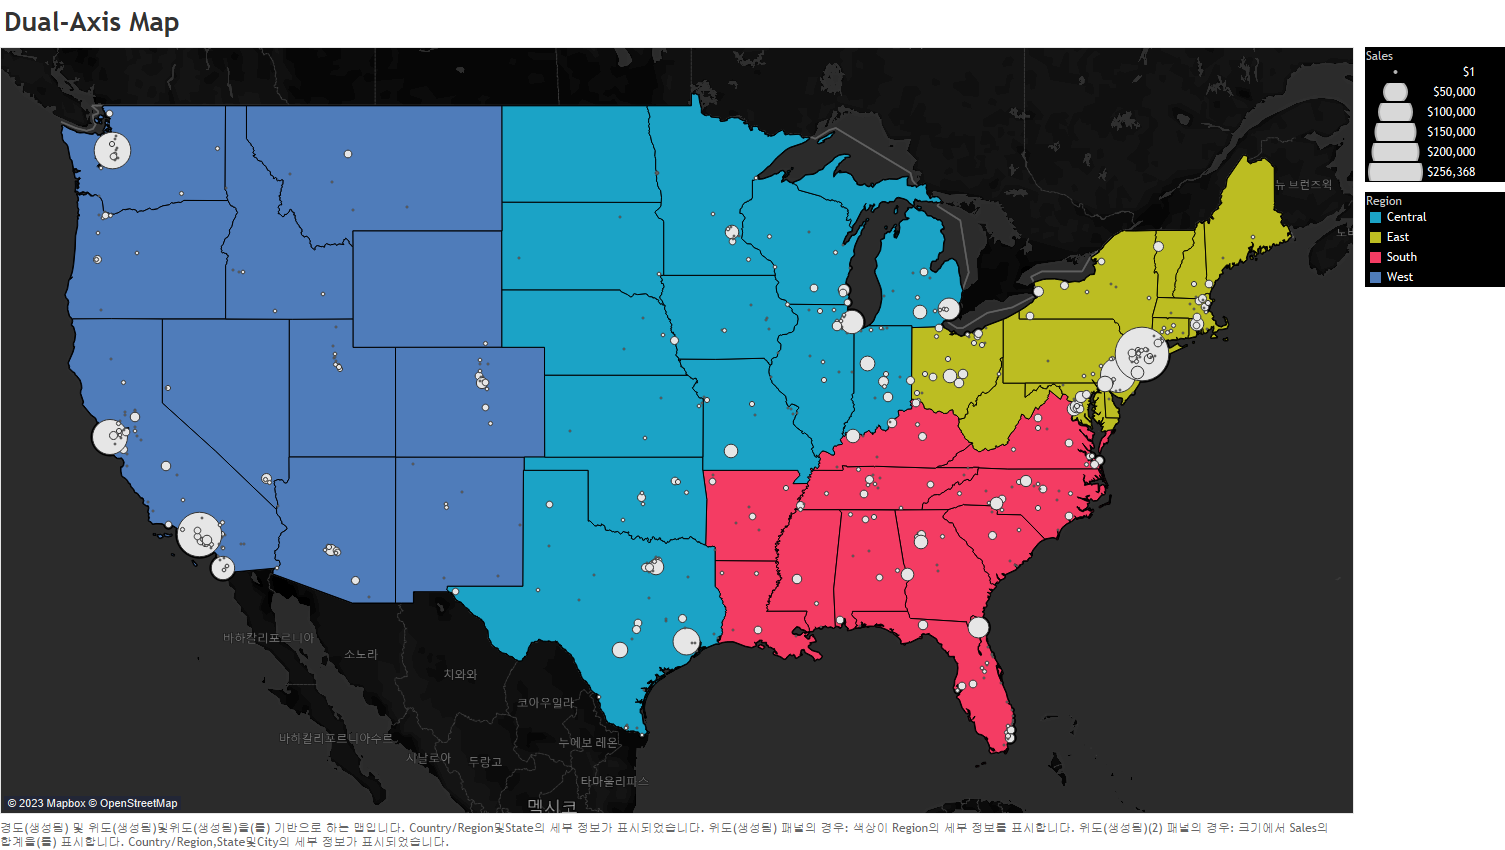 Dual-Axis Map
Sales
$1
$50,000
$100,000
$150,000
$200,000
$256,368
Region
Central
East
South
West
뉴 브런즈윅
바하칼리포르니아
소노라
치와와
코이우일라
바하칼리포르니아수르
시날로아
두랑고
누에보 레온
타마울리파스
멕시코
© 2023 Mapbox © OpenStreetMap
경도(생성됨) 및 위도(생성됨)및위도(생성됨)을(를) 기반으로 하는 맵입니다. Country/Region및State의 세부 정보가 표시되었습니다. 위도(생성됨) 패널의 경우: 색상이 Region의 세부 정보를 표시합니다. 위도(생성됨)(2) 패널의 경우: 크기에서 Sales의
합계을(를) 표시합니다. Country/Region,State및City의 세부 정보가 표시되었습니다.